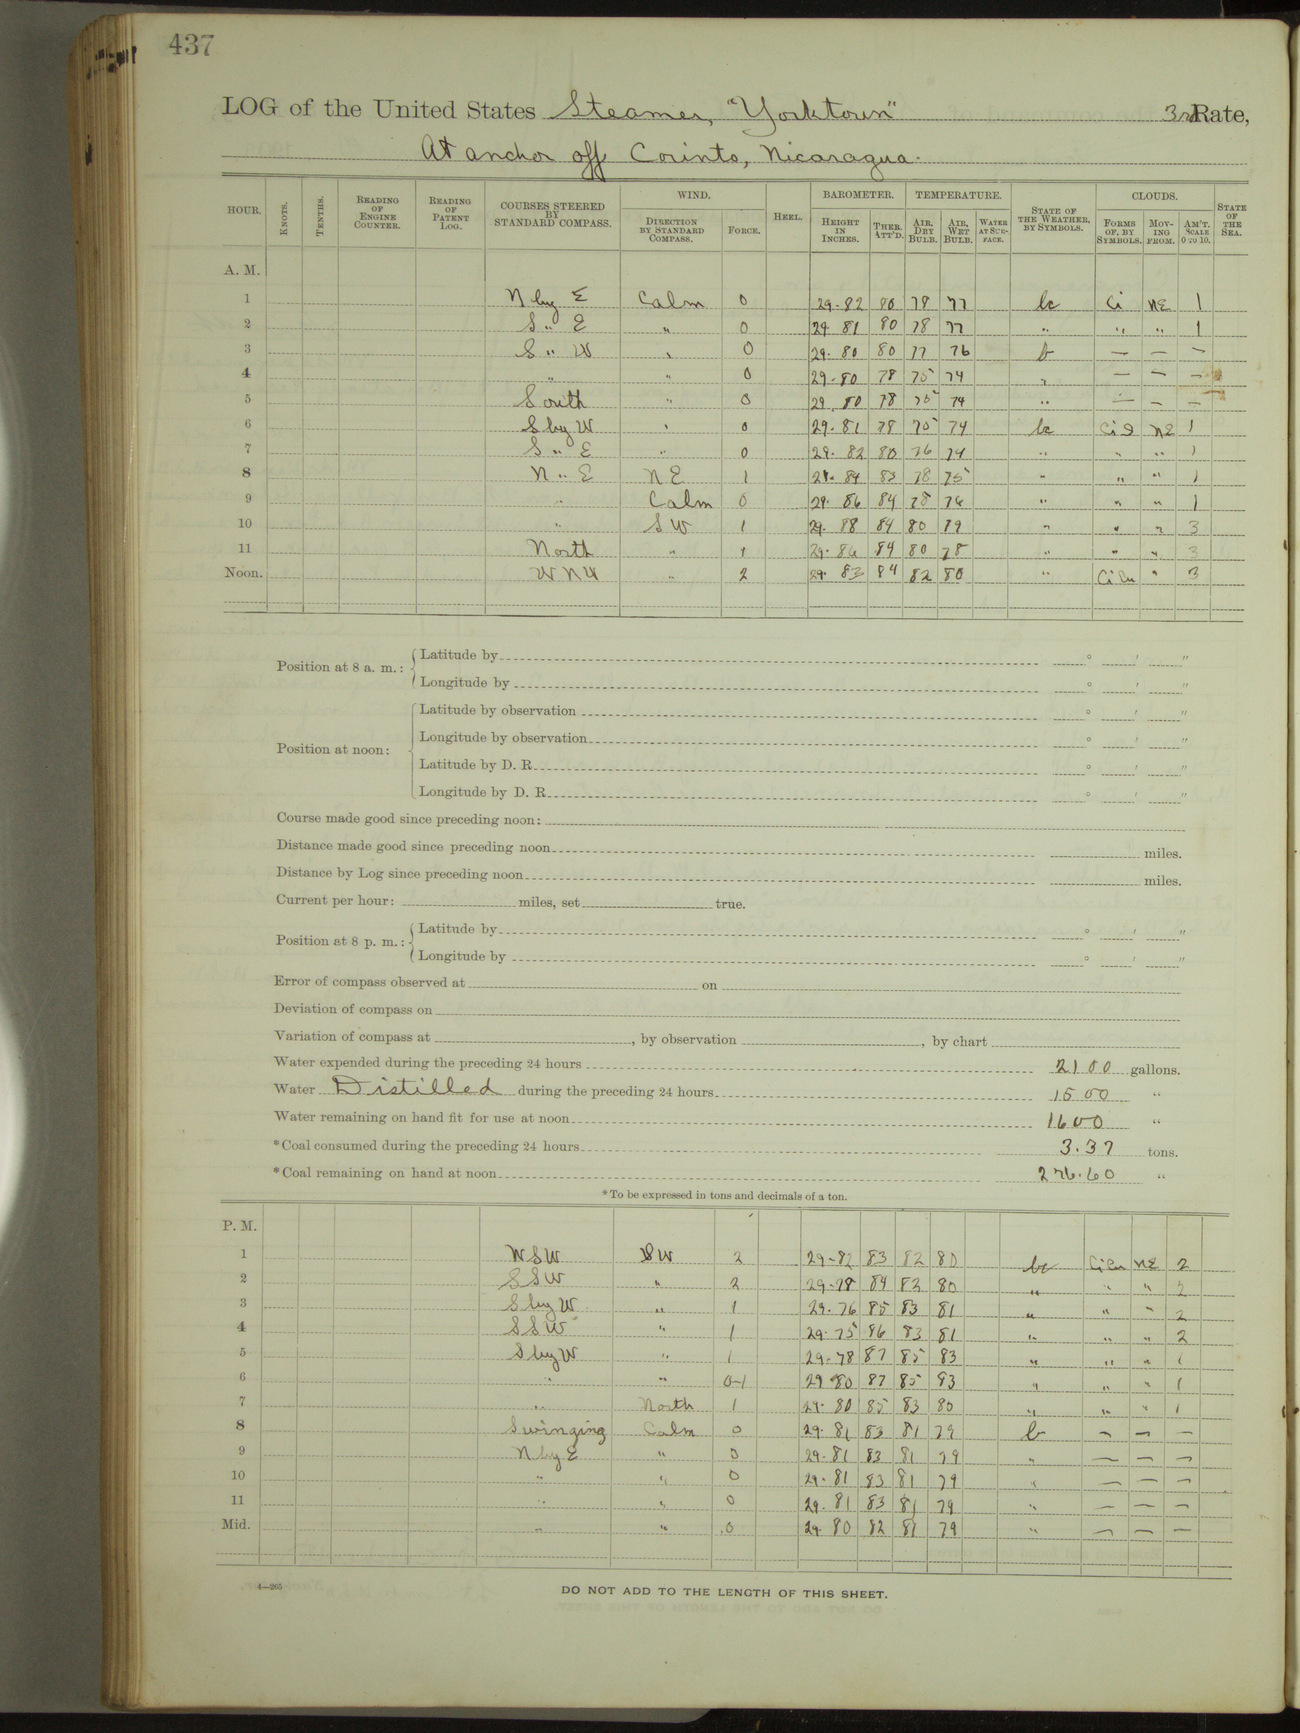 437
LOG of the United States Steamer, "Yorktown" 3rd Rate,
At anchor off Corinto, Nicaragua.
HOUR. KNOTS. TENTHS. READING OF ENGINE COUNTER. READING OF PATENT LOG. COURSES STEERED BY STANDARD COMPASS. WIND. DIRECTION BY STANDARD COMPASS. FORCE. HEEL. BAROMETER. HEIGHT IN INCHES. THER. ATT'D. TEMPERATURE. AIR, DRY BULB. AIR, WET BULB. WATER AT SURFACE. STATE OF THE WEATHER, BY SYMBOLS. CLOUDS. FORMS OF, BY SYMBOLS. MOVING FROM. AM'T. SCALE 0 TO 10. STATE OF THE SEA.
A. M.
1 N by E Calm 0 29.82 80 78 77 bc Ci NE 1
2 S " E " 0 29 81 80 78 77 " " " 1
3 S " W " 0 29.80 80 77 76 b — — —
4 " " 0 29.80 78 75 74 " — — —
5 South " 0 29.80 78 75 74 " — — —
6 S by W " 0 29.81 78 75 74 bc Ci S NE 1
7 S " E " 0 29.82 80 76 74 " " " 1
8 N " E NE 1 29.84 83 78 75 " " " 1
9 " Calm 0 29.86 84 78 76 " " " 1
10 " SW 1 29.88 84 80 79 " " " 3
11 North " 1 29.86 84 80 78 " " " 3
Noon. WNW " 2 29.83 84 82 80 " Ci Cu " 3
Position at 8 a. m.: Latitude by ° ' "
Longitude by ° ' "
Position at noon: Latitude by observation ° ' "
Longitude by observation ° ' "
Latitude by D. R. ° ' "
Longitude by D. R. ° ' "
Course made good since preceding noon:
Distance made good since preceding noon miles.
Distance by Log since preceding noon miles.
Current per hour: miles, set true.
Position at 8 p. m.: Latitude by ° ' "
Longitude by ° ' "
Error of compass observed at on
Deviation of compass on
Variation of compass at , by observation , by chart
Water expended during the preceding 24 hours 2100 gallons.
Water Distilled during the preceding 24 hours 1500 "
Water remaining on hand fit for use at noon 1600 "
*Coal consumed during the preceding 24 hours 3.37 tons.
*Coal remaining on hand at noon 276.60 "
*To be expressed in tons and decimals of a ton.
P. M.
1 WSW SW 2 29-82 83 82 80 bc Ci Cu NE 2
2 SSW " 2 29-78 84 82 80 " " " 2
3 S by W " 1 29.76 85 83 81 " " " 2
4 SSW " 1 29.75 86 83 81 " " " 2
5 S by W " 1 29-78 87 85 83 " " " 1
6 " " 0-1 29 80 87 85 83 " " " 1
7 " North 1 29.80 85 83 80 " " " 1
8 Swinging Calm 0 29.81 83 81 79 b — — —
9 N by E " 0 29.81 83 81 79 " — — —
10 " " 0 29.81 83 81 79 " — — —
11 " " 0 29.81 83 81 79 " — — —
Mid. " " 0 29.80 82 81 79 " — — —
4—265
DO NOT ADD TO THE LENGTH OF THIS SHEET.